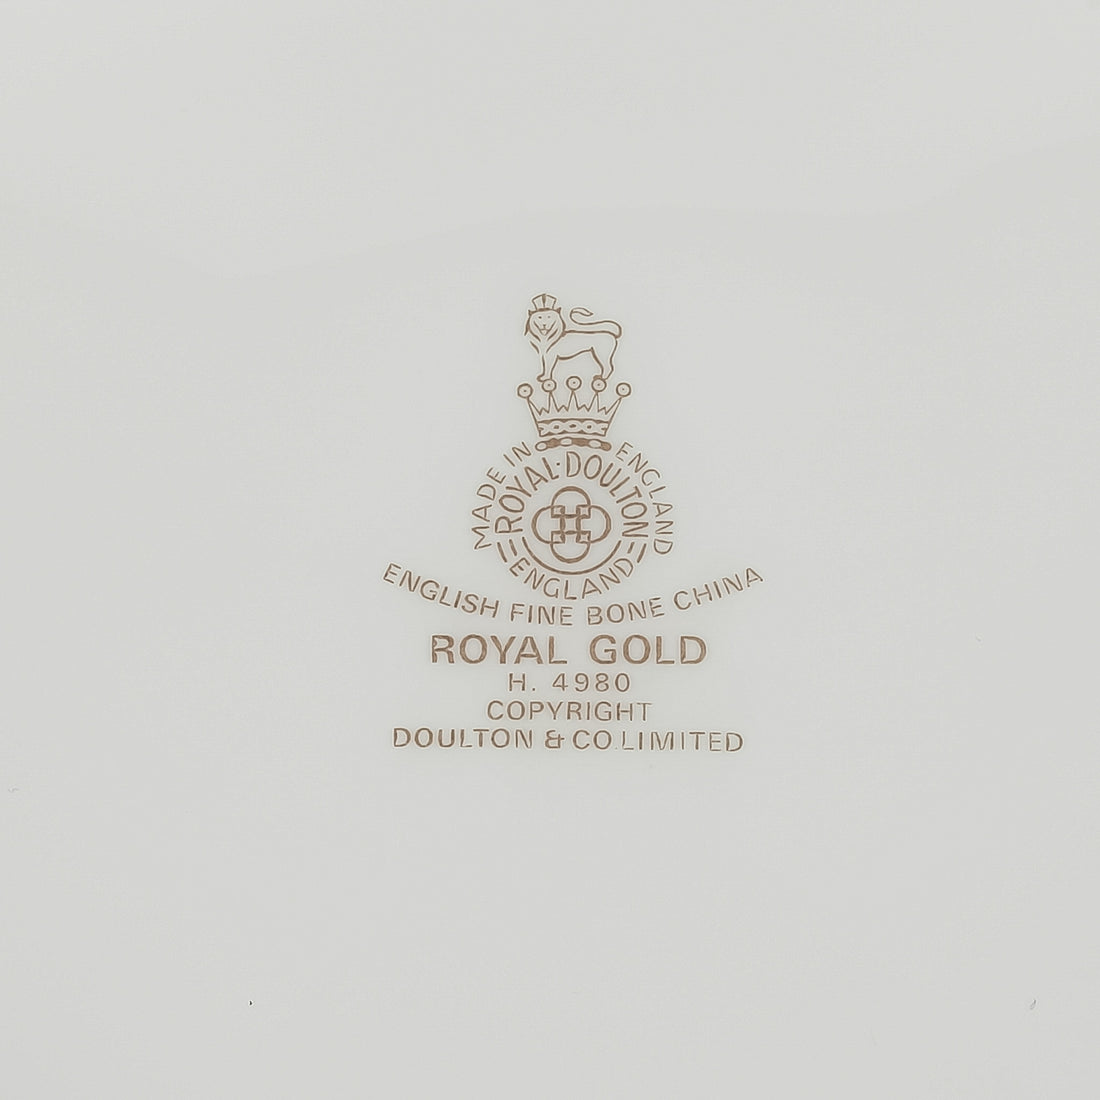 MADE IN ENGLAND
ROYAL·DOULTON
ENGLAND
ENGLISH FINE BONE CHINA
ROYAL GOLD
H. 4980
COPYRIGHT
DOULTON & CO.LIMITED